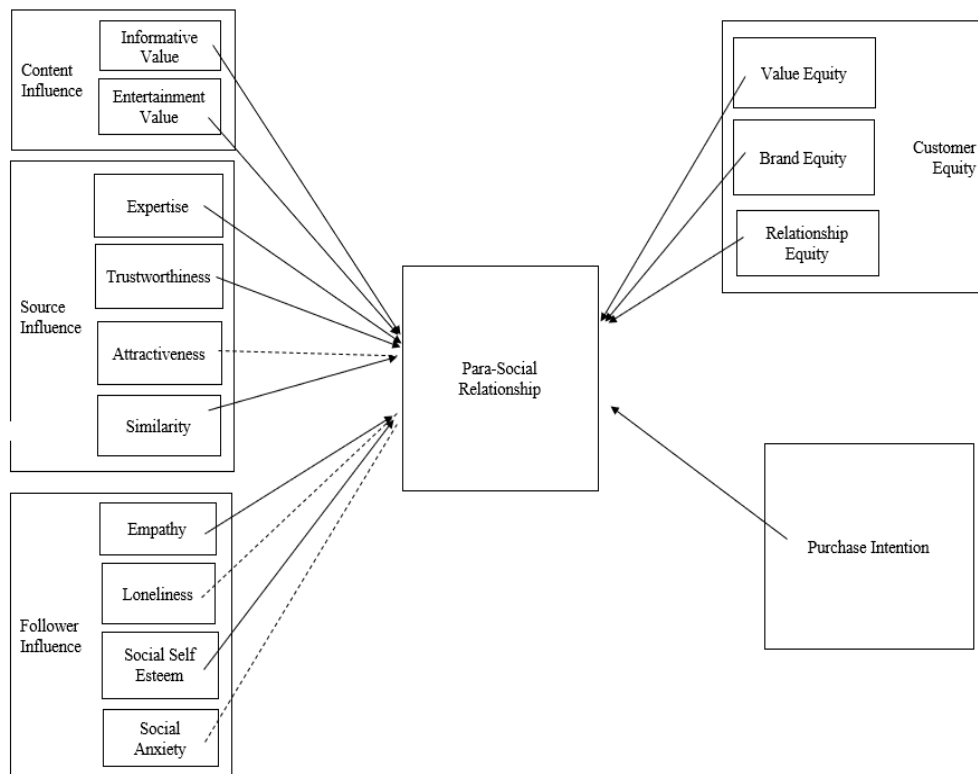 Content
Influence
Informative
Value
Entertainment
Value
Source
Influence
Expertise
Trustworthiness
Attractiveness
Similarity
Follower
Influence
Empathy
Loneliness
Social Self
Esteem
Social
Anxiety
Para-Social
Relationship
Value Equity
Brand Equity
Relationship
Equity
Customer
Equity
Purchase Intention